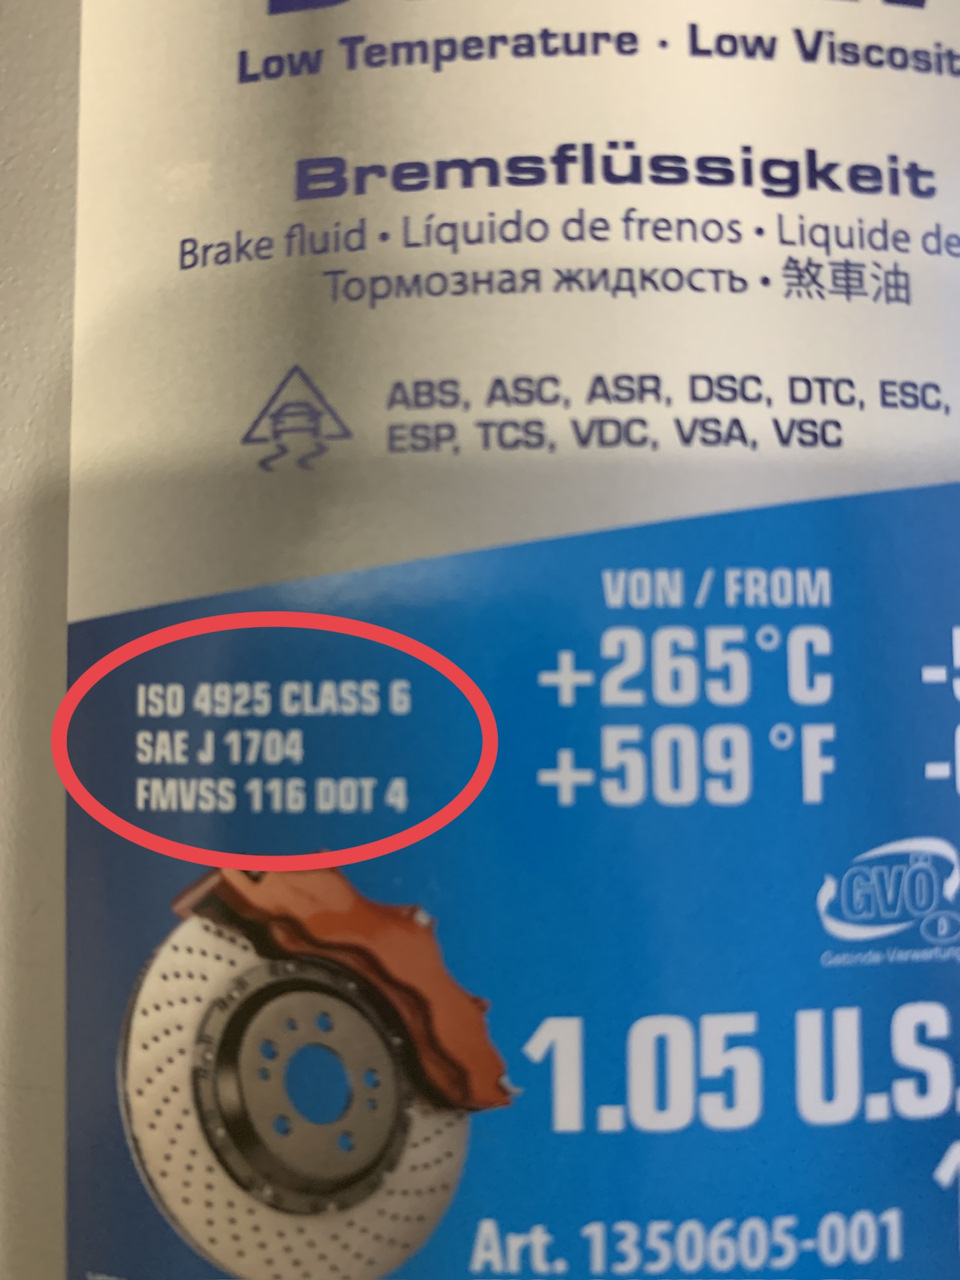 Low Temperature · Low Viscosit
Bremsflüssigkeit
Brake fluid • Líquido de frenos • Liquide de
Тормозная жидкость • 煞車油
ABS, ASC, ASR, DSC, DTC, ESC,
ESP, TCS, VDC, VSA, VSC
VON / FROM
+265°C
+509 °F
ISO 4925 CLASS 6
SAE J 1704
FMVSS 116 DOT 4
GVÖ
D
Gebinde-Verwertung
1.05 U.S.
Art. 1350605-001